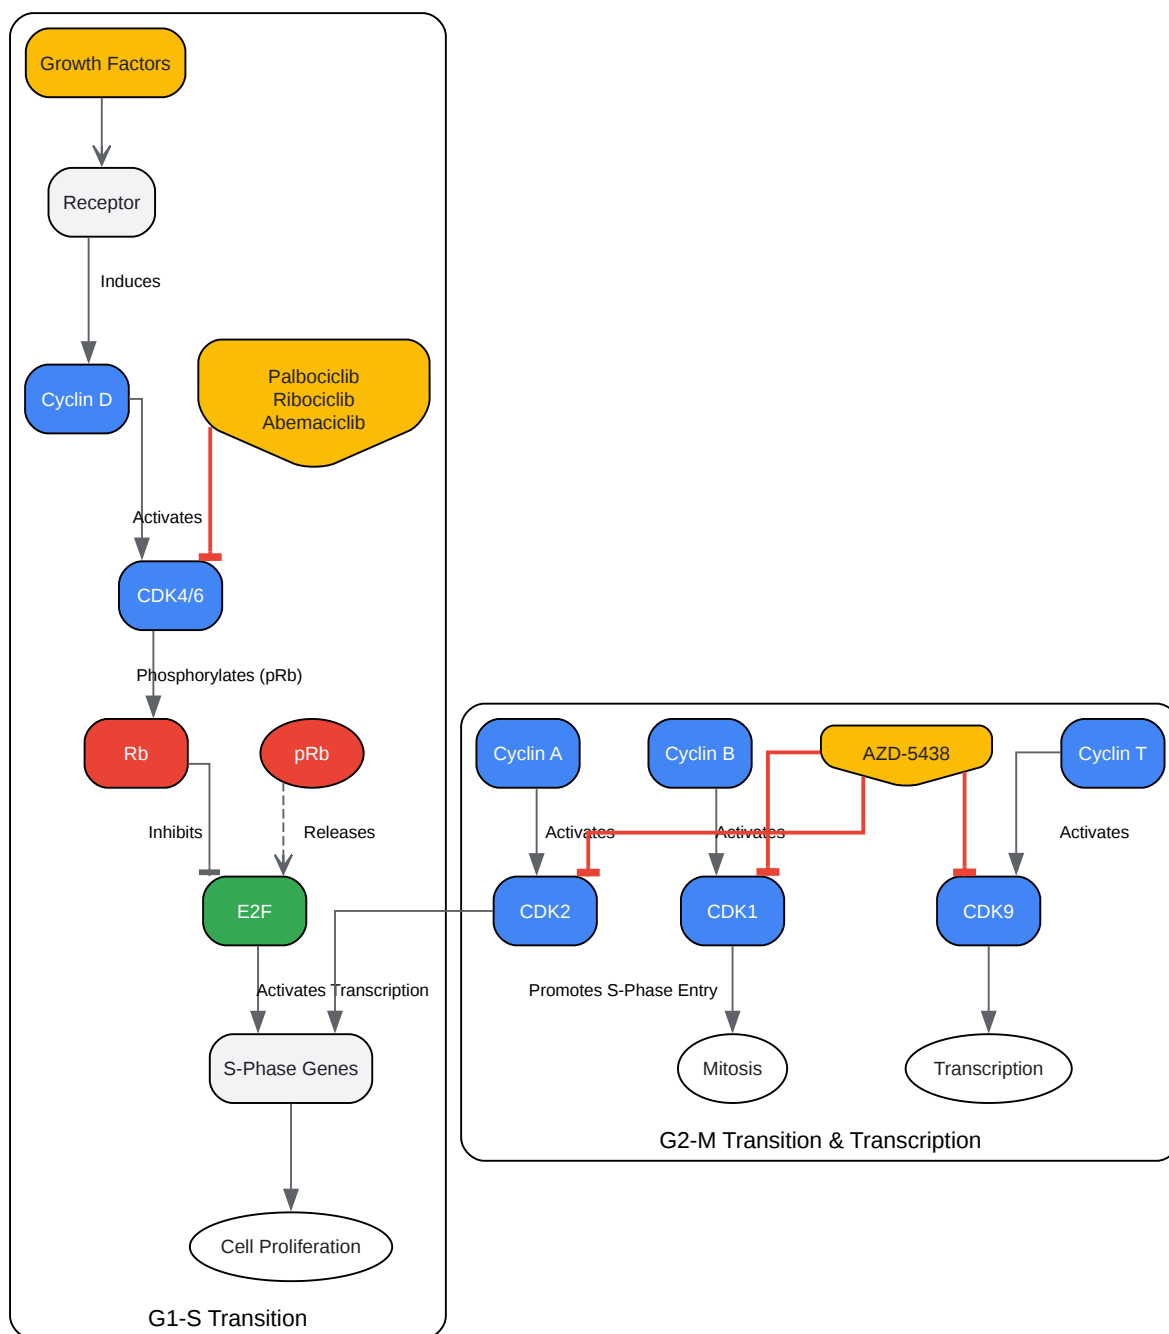 Growth Factors
Receptor
Induces
Cyclin D
Palbociclib
Ribociclib
Abemaciclib
Activates
CDK4/6
Phosphorylates (pRb)
Rb
pRb
Inhibits
Releases
E2F
Activates Transcription
S-Phase Genes
Cell Proliferation
G1-S Transition
Cyclin A
Cyclin B
AZD-5438
Cyclin T
Activates
Activates
Activates
CDK2
CDK1
CDK9
Promotes S-Phase Entry
Mitosis
Transcription
G2-M Transition & Transcription